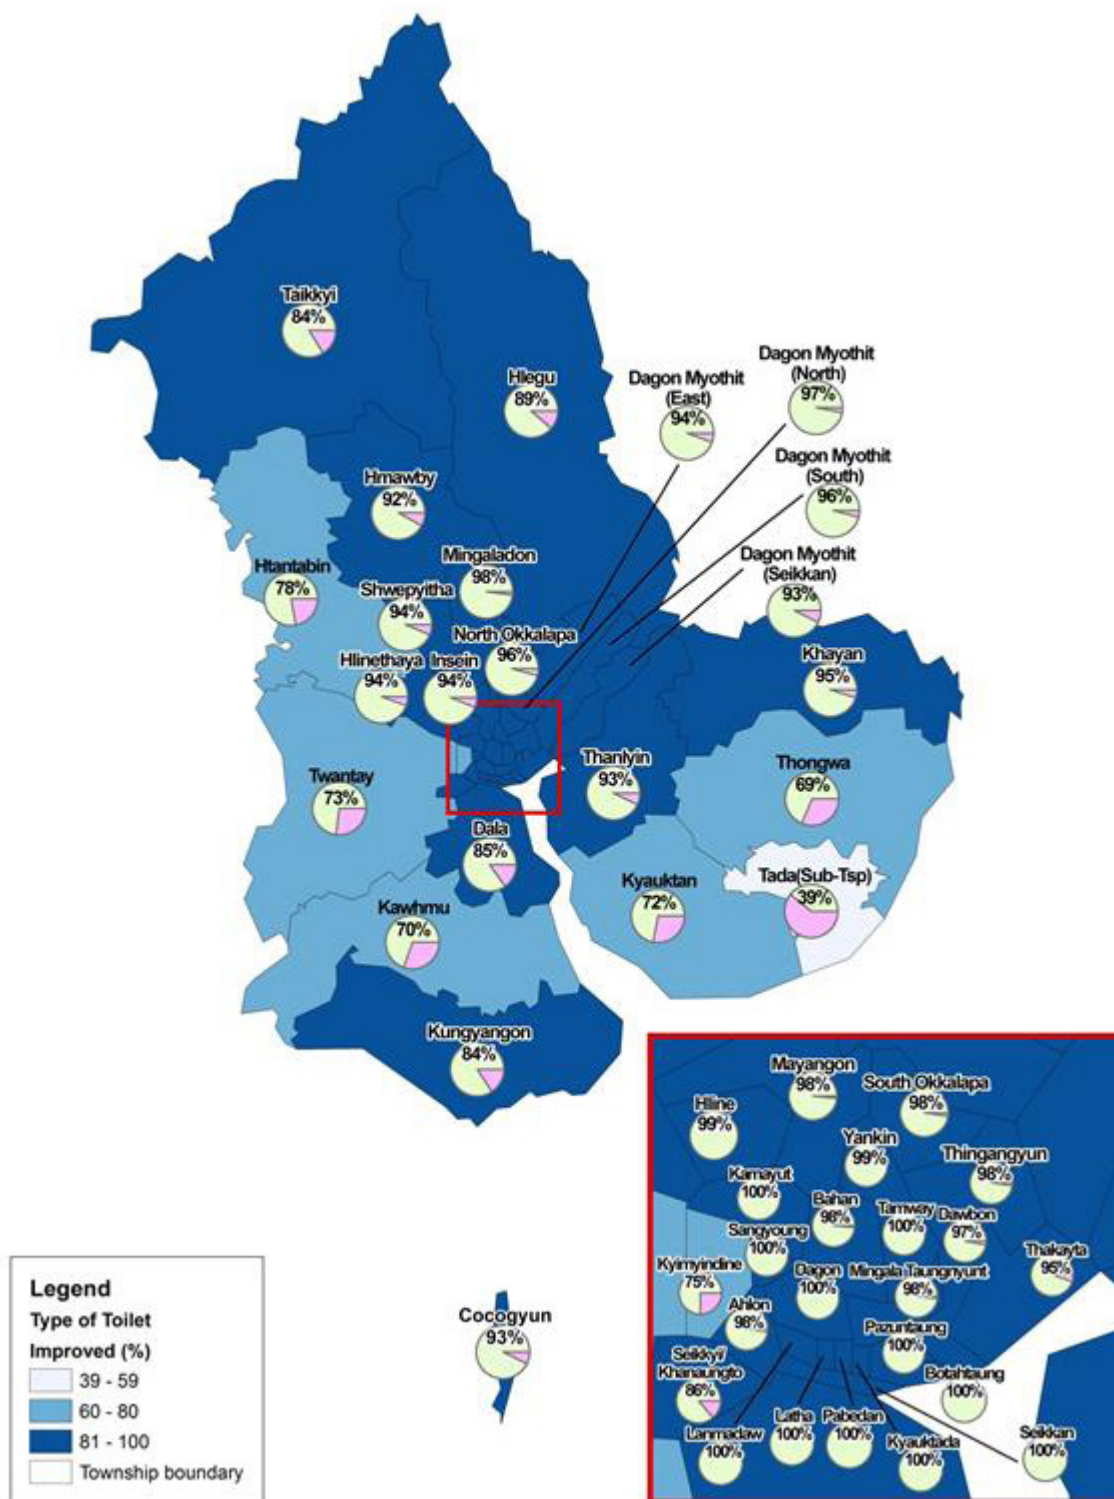 Taikkyi
84%
Hlegu
89%
Dagon Myothit
(East)
94%
Dagon Myothit
(North)
97%
Dagon Myothit
(South)
96%
Dagon Myothit
(Seikkan)
93%
Hmawby
92%
Mingaladon
98%
Htantabin
78%
Shwepyitha
94%
North Okkalapa
96%
Hlinethaya
94%
Insein
94%
Khayan
95%
Thanlyin
93%
Thongwa
69%
Twantay
73%
Dala
85%
Tada(Sub-Tsp)
39%
Kyauktan
72%
Kawhmu
70%
Kungyangon
84%
Cocogyun
93%
Mayangon
98%
South Okkalapa
98%
Hline
99%
Yankin
99%
Thingangyun
98%
Kamayut
100%
Bahan
98%
Tamway
100%
Dawbon
97%
Sangyoung
100%
Thakayta
95%
Kyimyindine
75%
Dagon
100%
Mingala Taungnyunt
98%
Ahlon
98%
Pazuntaung
100%
Seikkyi/
Khanaungto
86%
Botahtaung
100%
Lanmadaw
100%
Latha
100%
Pabedan
100%
Kyauktada
100%
Seikkan
100%
Legend
Type of Toilet
Improved (%)
39 - 59
60 - 80
81 - 100
Township boundary